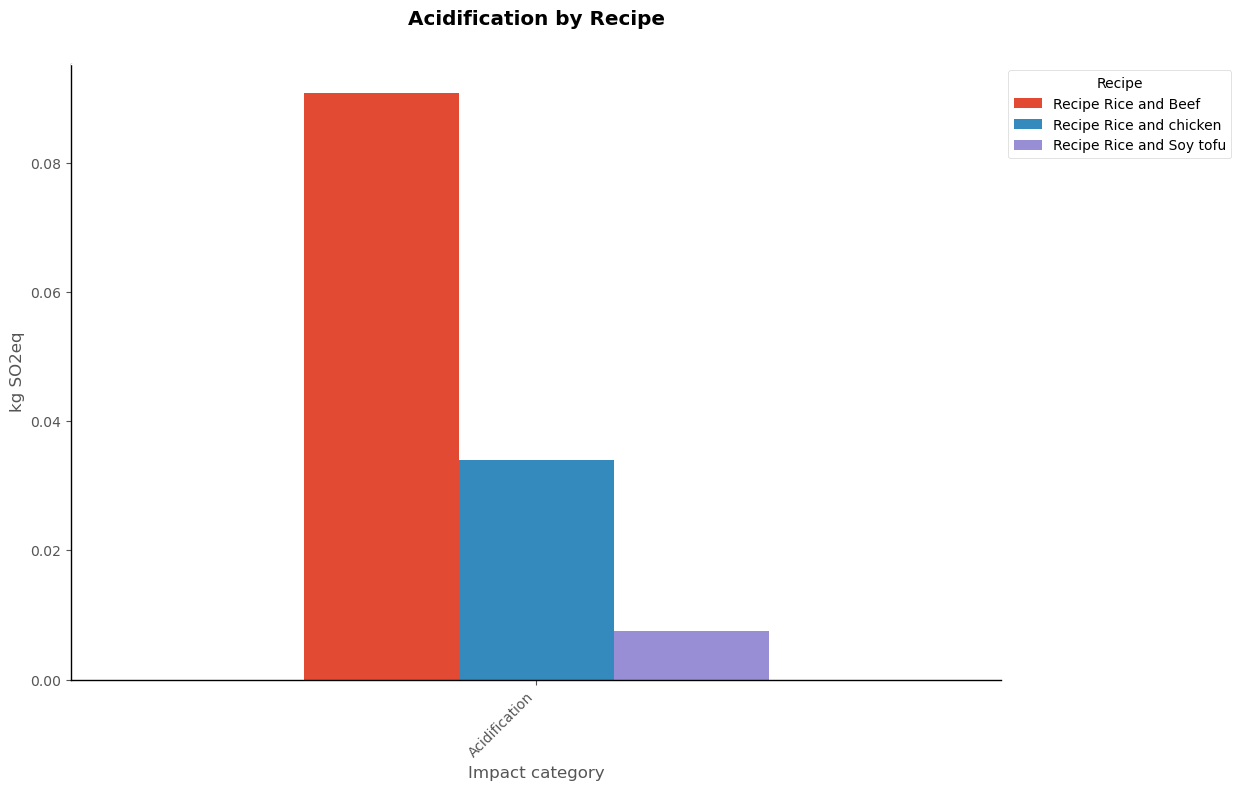 Acidification by Recipe
Recipe
Recipe Rice and Beef
Recipe Rice and chicken
Recipe Rice and Soy tofu
kg SO2eq
0.08
0.06
0.04
0.02
0.00
Acidification
Impact category